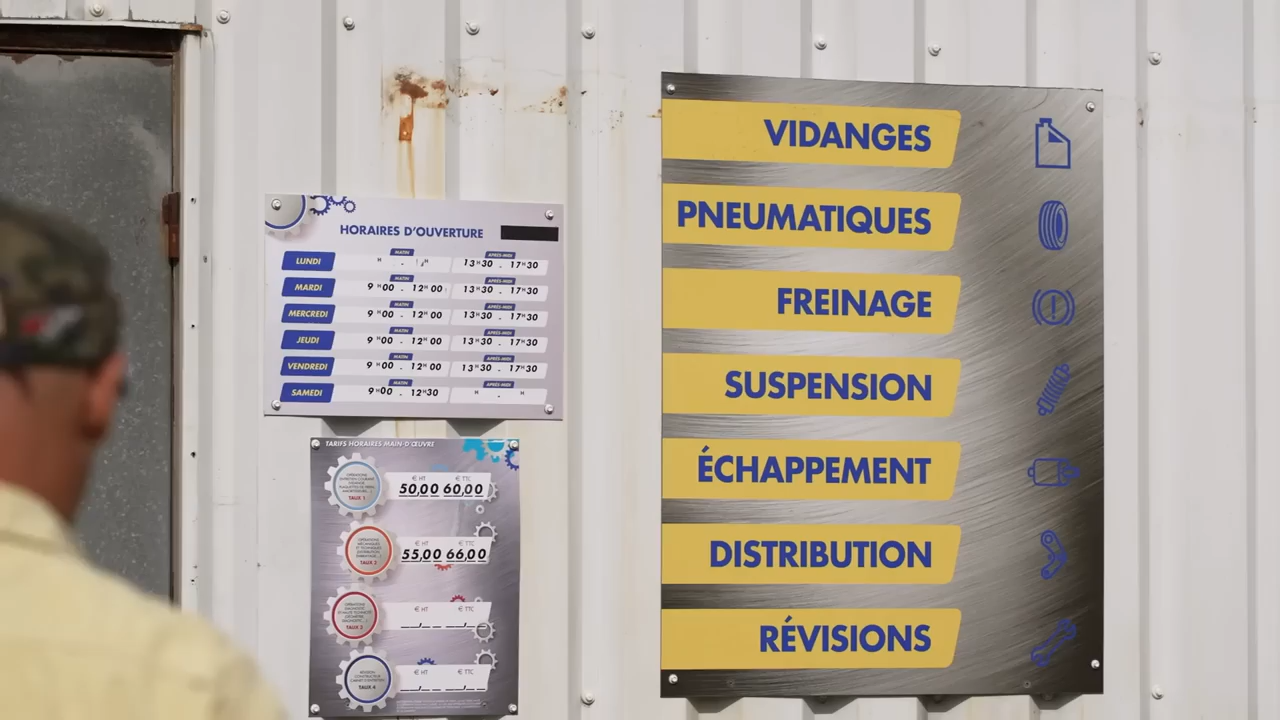 HORAIRES D'OUVERTURE
LUNDI MATIN H - H APRÈS-MIDI 13H30 - 17H30
MARDI MATIN 9H00 - 12H00 APRÈS-MIDI 13H30 - 17H30
MERCREDI MATIN 9H00 - 12H00 APRÈS-MIDI 13H30 - 17H30
JEUDI MATIN 9H00 - 12H00 APRÈS-MIDI 13H30 - 17H30
VENDREDI MATIN 9H00 - 12H00 APRÈS-MIDI 13H30 - 17H30
SAMEDI MATIN 9H00 - 12H30 APRÈS-MIDI H - H
TARIFS HORAIRES MAIN-D'ŒUVRE
TAUX 1
€ HT € TTC
50,00 60,00
TAUX 2
€ HT € TTC
55,00 66,00
€ HT € TTC
TAUX 4
€ HT € TTC
VIDANGES
PNEUMATIQUES
FREINAGE
SUSPENSION
ÉCHAPPEMENT
DISTRIBUTION
RÉVISIONS